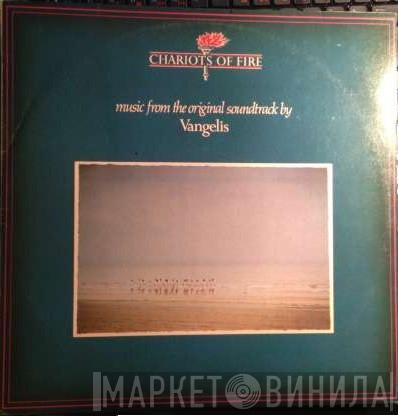 CHARIOTS OF FIRE
music from the original soundtrack by
Vangelis
МАРКЕТ ВИНИЛА